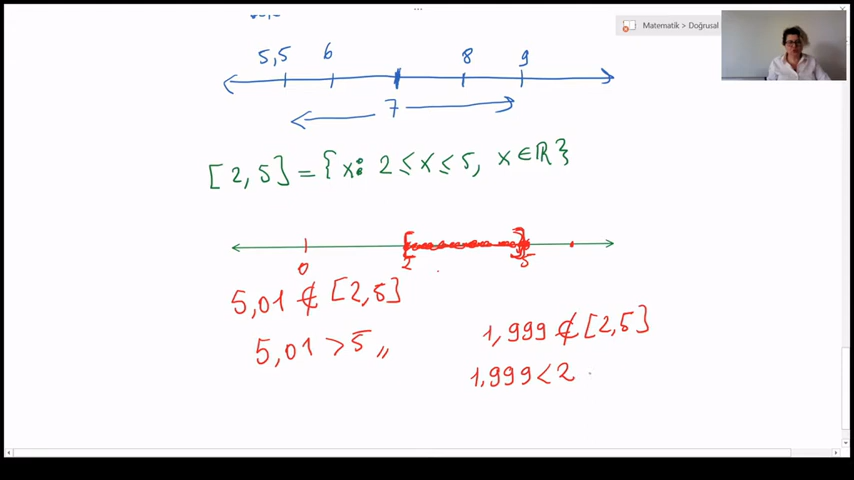 Matematik > Doğrusal
5,5 6 8 9
7
[2,5] = {x: 2 ≤ x ≤ 5, x ∈ ℝ}
0 2 5
5,01 ∉ [2,5]
5,01 > 5 „
1,999 ∉ [2,5]
1,999 < 2